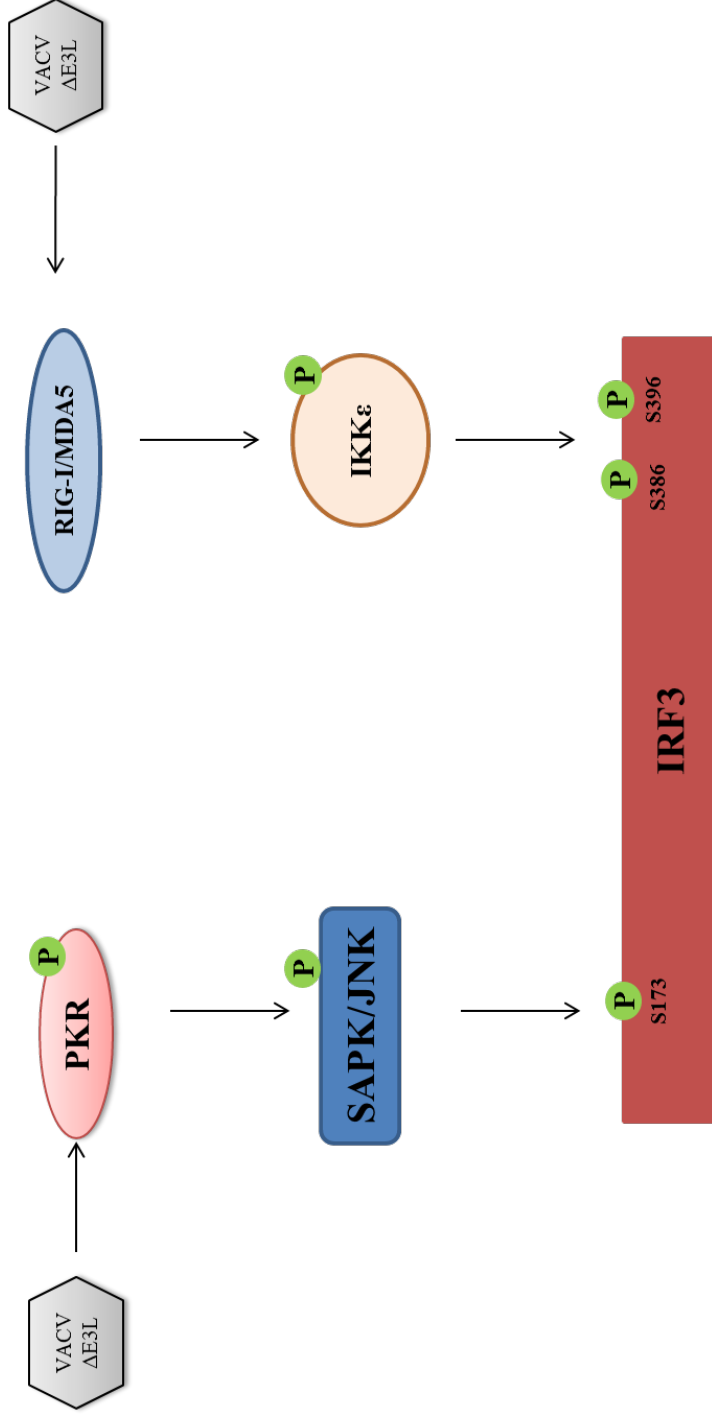 VACV
ΔE3L
PKR
P
SAPK/JNK
P
P
S173
VACV
ΔE3L
RIG-I/MDA5
IKKε
P
P
S386
P
S396
IRF3